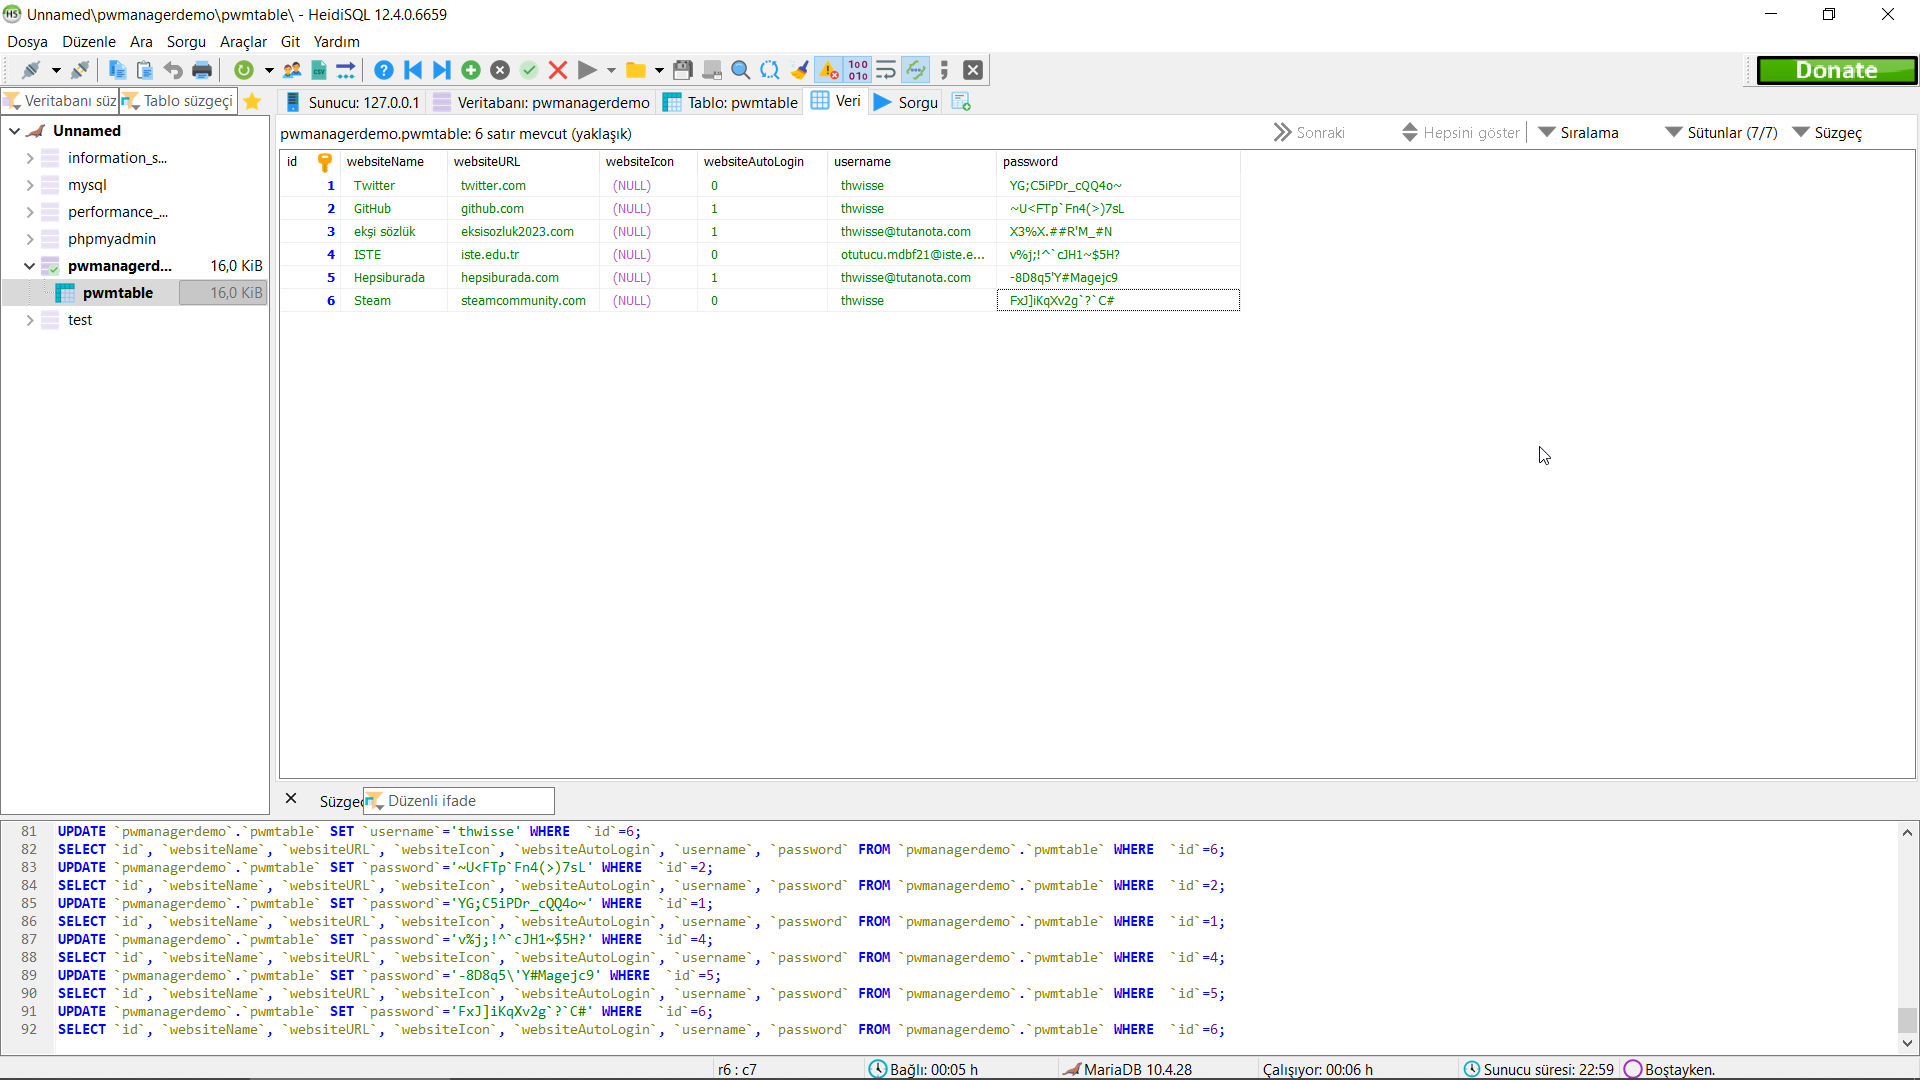 Unnamed\pwmanagerdemo\pwmtable\ - HeidiSQL 12.4.0.6659
Dosya Düzenle Ara Sorgu Araçlar Git Yardım
Donate
Veritabanı süz Tablo süzgeçi Sunucu: 127.0.0.1 Veritabanı: pwmanagerdemo Tablo: pwmtable Veri Sorgu
Unnamed
information_s...
mysql
performance_...
phpmyadmin
pwmanagerd... 16,0 KiB
pwmtable 16,0 KiB
test
pwmanagerdemo.pwmtable: 6 satır mevcut (yaklaşık) Sonraki Hepsini göster Sıralama Sütunlar (7/7) Süzgeç
id websiteName websiteURL websiteIcon websiteAutoLogin username password
1 Twitter twitter.com (NULL) 0 thwisse YG;C5iPDr_cQQ4o~
2 GitHub github.com (NULL) 1 thwisse ~U<FTp`Fn4(>)7sL
3 ekşi sözlük eksisozluk2023.com (NULL) 1 thwisse@tutanota.com X3%X.##R'M_#N
4 ISTE iste.edu.tr (NULL) 0 otutucu.mdbf21@iste.e... v%j;!^`cJH1~$5H?
5 Hepsiburada hepsiburada.com (NULL) 1 thwisse@tutanota.com -8D8q5'Y#Magejc9
6 Steam steamcommunity.com (NULL) 0 thwisse FxJ]iKqXv2g`?`C#
Süzgeç Düzenli ifade
81 UPDATE `pwmanagerdemo`.`pwmtable` SET `username`='thwisse' WHERE  `id`=6;
82 SELECT `id`, `websiteName`, `websiteURL`, `websiteIcon`, `websiteAutoLogin`, `username`, `password` FROM `pwmanagerdemo`.`pwmtable` WHERE  `id`=6;
83 UPDATE `pwmanagerdemo`.`pwmtable` SET `password`='~U<FTp`Fn4(>)7sL' WHERE  `id`=2;
84 SELECT `id`, `websiteName`, `websiteURL`, `websiteIcon`, `websiteAutoLogin`, `username`, `password` FROM `pwmanagerdemo`.`pwmtable` WHERE  `id`=2;
85 UPDATE `pwmanagerdemo`.`pwmtable` SET `password`='YG;C5iPDr_cQQ4o~' WHERE  `id`=1;
86 SELECT `id`, `websiteName`, `websiteURL`, `websiteIcon`, `websiteAutoLogin`, `username`, `password` FROM `pwmanagerdemo`.`pwmtable` WHERE  `id`=1;
87 UPDATE `pwmanagerdemo`.`pwmtable` SET `password`='v%j;!^`cJH1~$5H?' WHERE  `id`=4;
88 SELECT `id`, `websiteName`, `websiteURL`, `websiteIcon`, `websiteAutoLogin`, `username`, `password` FROM `pwmanagerdemo`.`pwmtable` WHERE  `id`=4;
89 UPDATE `pwmanagerdemo`.`pwmtable` SET `password`='-8D8q5\'Y#Magejc9' WHERE  `id`=5;
90 SELECT `id`, `websiteName`, `websiteURL`, `websiteIcon`, `websiteAutoLogin`, `username`, `password` FROM `pwmanagerdemo`.`pwmtable` WHERE  `id`=5;
91 UPDATE `pwmanagerdemo`.`pwmtable` SET `password`='FxJ]iKqXv2g`?`C#' WHERE  `id`=6;
92 SELECT `id`, `websiteName`, `websiteURL`, `websiteIcon`, `websiteAutoLogin`, `username`, `password` FROM `pwmanagerdemo`.`pwmtable` WHERE  `id`=6;
r6 : c7 Bağlı: 00:05 h MariaDB 10.4.28 Çalışıyor: 00:06 h Sunucu süresi: 22:59 Boştayken.